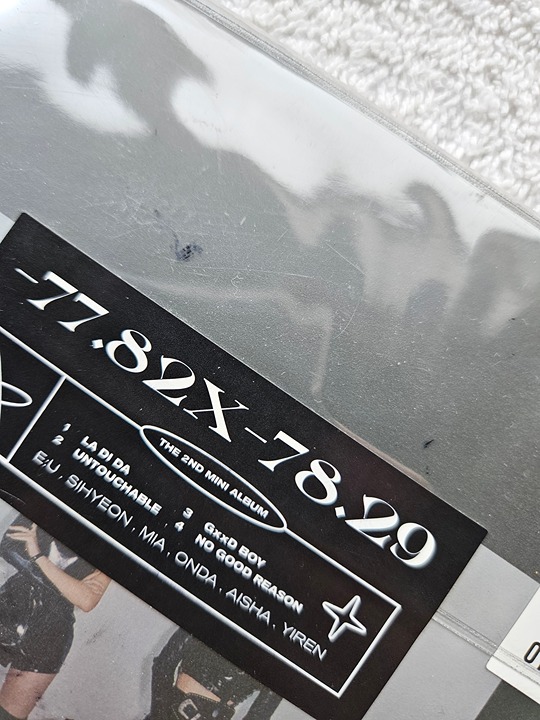 -77.82X-78.29
THE 2ND MINI ALBUM
1 LA DI DA
2 UNTOUCHABLE
3 GxxD BOY
4 NO GOOD REASON
E:U , SIHYEON , MIA , ONDA , AISHA , YIREN